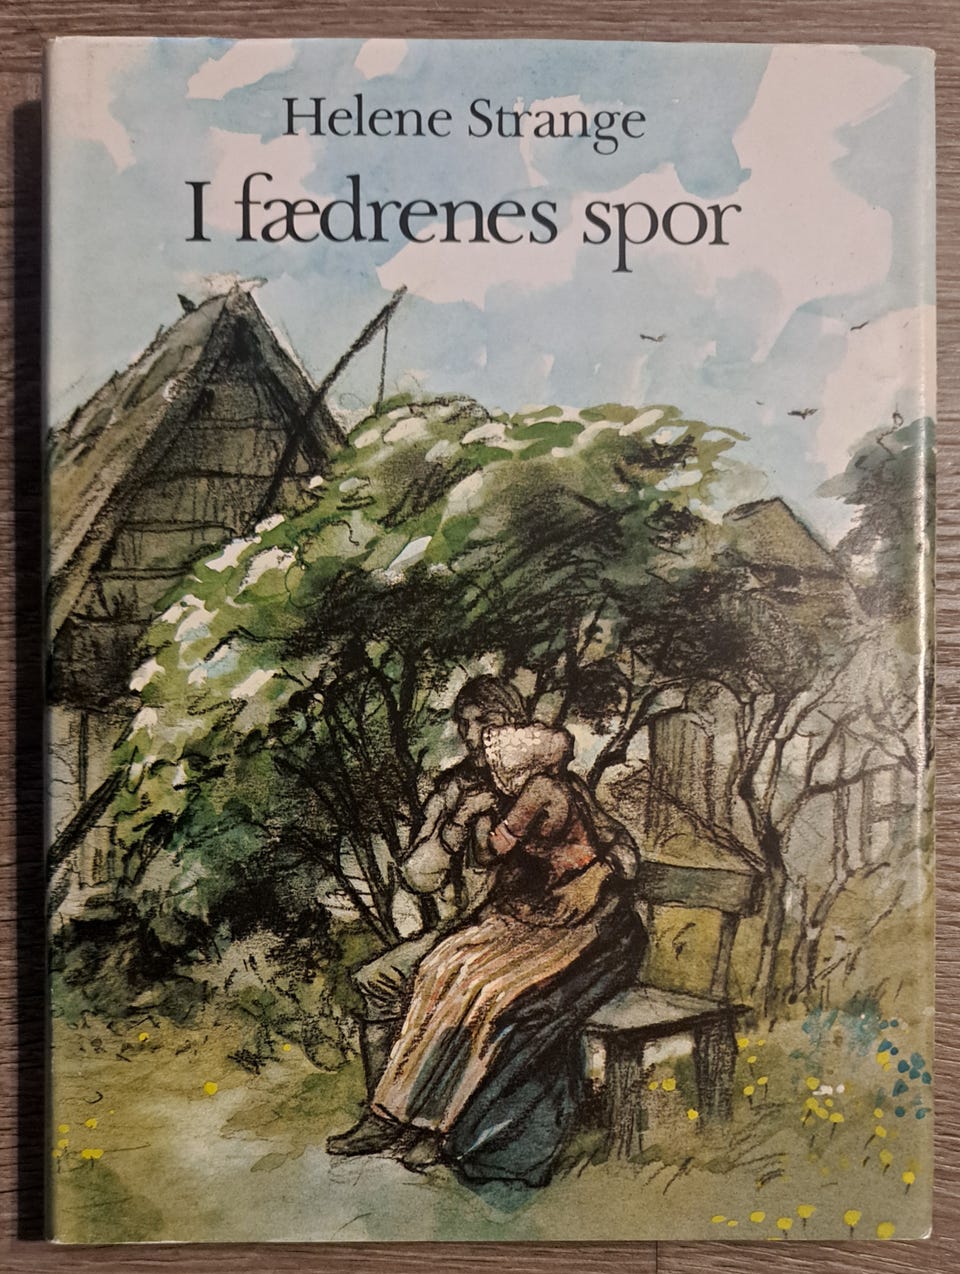 Helene Strange
I fædrenes spor